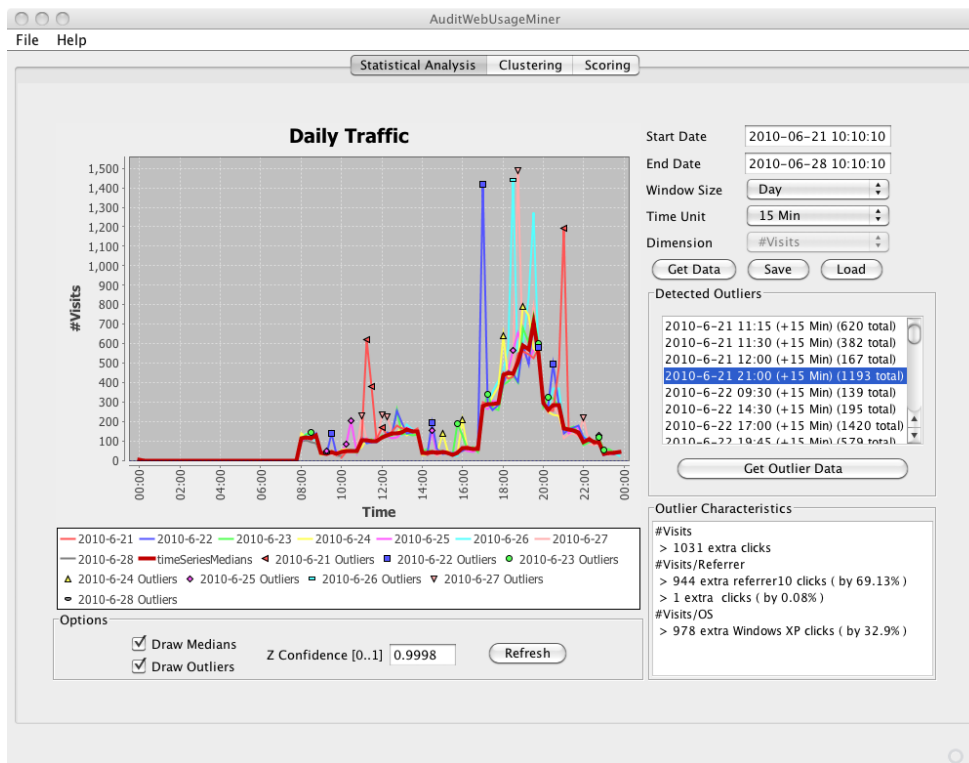 AuditWebUsageMiner
File Help
Statistical Analysis Clustering Scoring
Daily Traffic
#Visits
1,500
1,400
1,300
1,200
1,100
1,000
900
800
700
600
500
400
300
200
100
0
00:00 02:00 04:00 06:00 08:00 10:00 12:00 14:00 16:00 18:00 20:00 22:00 00:00
Time
2010-6-21 2010-6-22 2010-6-23 2010-6-24 2010-6-25 2010-6-26 2010-6-27
2010-6-28 timeSeriesMedians 2010-6-21 Outliers 2010-6-22 Outliers 2010-6-23 Outliers
2010-6-24 Outliers 2010-6-25 Outliers 2010-6-26 Outliers 2010-6-27 Outliers
2010-6-28 Outliers
Options
Draw Medians
Draw Outliers
Z Confidence [0..1] 0.9998 Refresh
Start Date 2010-06-21 10:10:10
End Date 2010-06-28 10:10:10
Window Size Day
Time Unit 15 Min
Dimension #Visits
Get Data Save Load
Detected Outliers
2010-6-21 11:15 (+15 Min) (620 total)
2010-6-21 11:30 (+15 Min) (382 total)
2010-6-21 12:00 (+15 Min) (167 total)
2010-6-21 21:00 (+15 Min) (1193 total)
2010-6-22 09:30 (+15 Min) (139 total)
2010-6-22 14:30 (+15 Min) (195 total)
2010-6-22 17:00 (+15 Min) (1420 total)
2010-6-22 19:45 (+15 Min) (579 total)
Get Outlier Data
Outlier Characteristics
#Visits
> 1031 extra clicks
#Visits/Referrer
> 944 extra referrer10 clicks ( by 69.13% )
> 1 extra clicks ( by 0.08% )
#Visits/OS
> 978 extra Windows XP clicks ( by 32.9% )